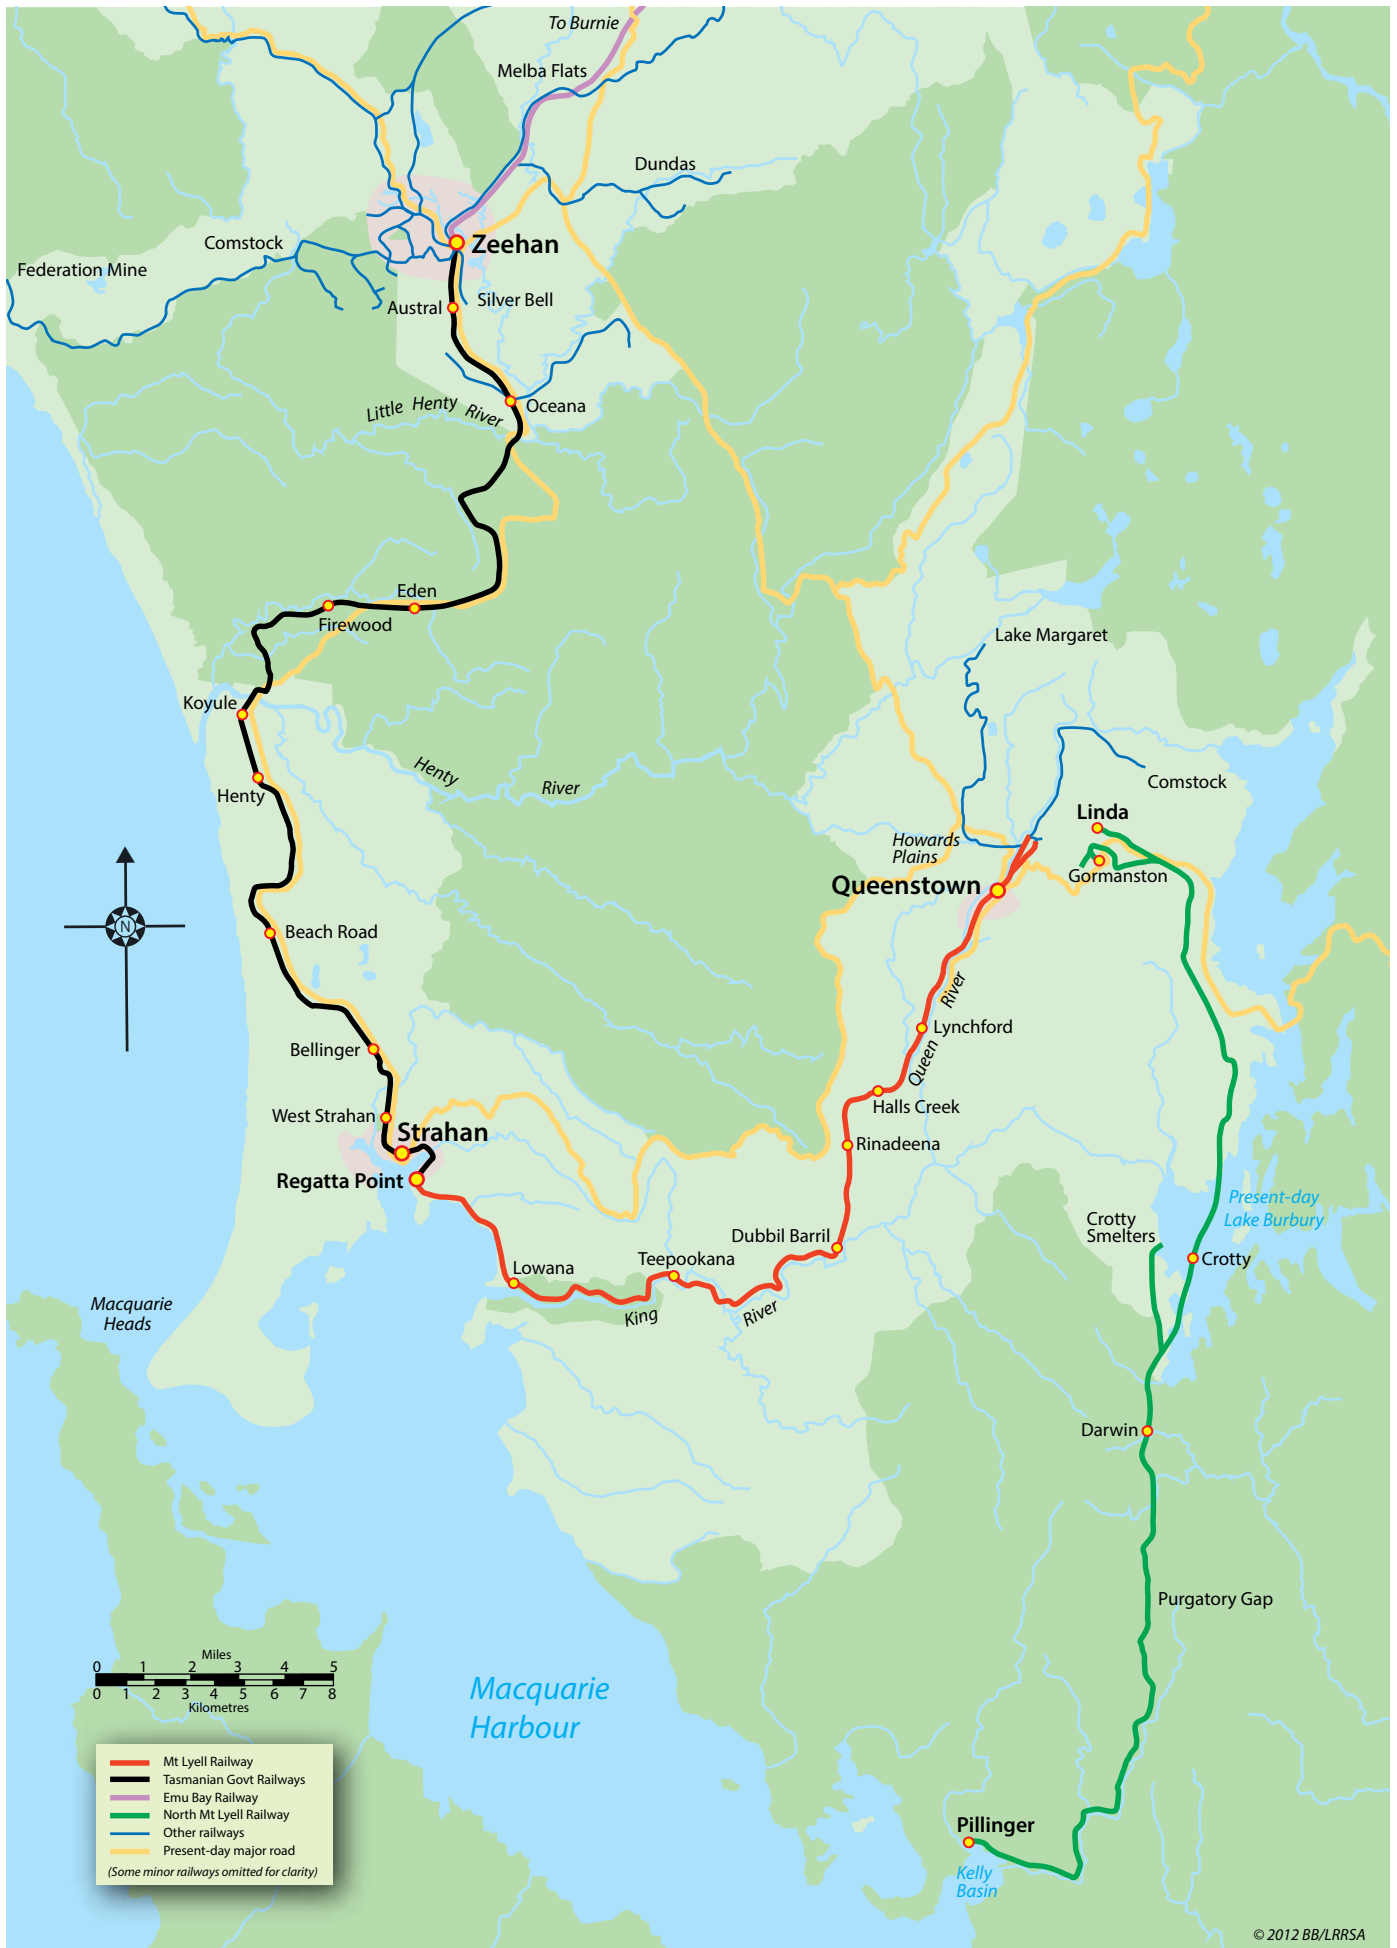 To Burnie
Melba Flats
Dundas
Comstock
Zeehan
Federation Mine
Silver Bell
Austral
Little Henty River
Oceana
Eden
Firewood
Lake Margaret
Koyule
Henty
River
Comstock
Henty
Linda
Howards
Plains
Gormanston
Queenstown
Beach Road
River
Lynchford
Queen
Bellinger
Halls Creek
West Strahan
Strahan
Rinadeena
Regatta Point
Present-day
Lake Burbury
Crotty
Smelters
Dubbil Barril
Teepookana
Crotty
Lowana
Macquarie
Heads
King
River
Darwin
Purgatory Gap
Miles
0 1 2 3 4 5
0 1 2 3 4 5 6 7 8
Kilometres
Macquarie
Harbour
N
Mt Lyell Railway
Tasmanian Govt Railways
Emu Bay Railway
North Mt Lyell Railway
Other railways
Present-day major road
(Some minor railways omitted for clarity)
Pillinger
Kelly
Basin
© 2012 BB/LRRSA